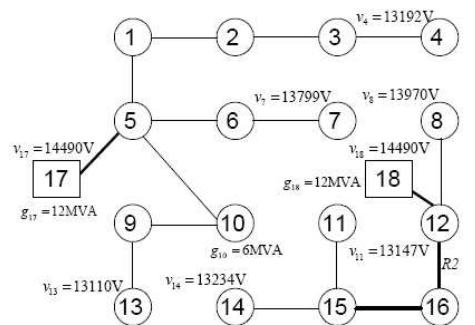 v₄ =13192V
1 2 3 4
v₇ =13799V v₈ =13970V
5 6 7 8
v₁₇ =14490V v₁₈ =14490V
17 18
g₁₇ =12MVA g₁₈ =12MVA
9 10 11 12
g₁₀ =6MVA v₁₁ =13147V R2
v₁₃ =13110V v₁₄ =13234V
13 14 15 16